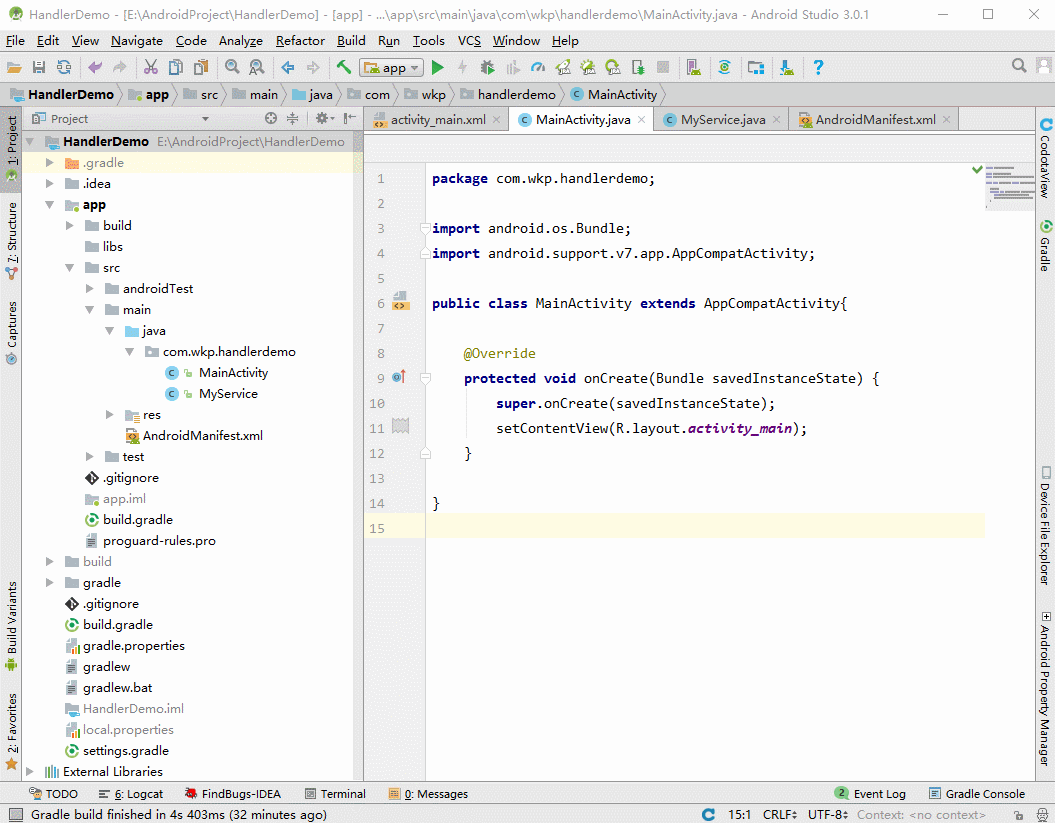 HandlerDemo - [E:\AndroidProject\HandlerDemo] - [app] - ...\app\src\main\java\com\wkp\handlerdemo\MainActivity.java - Android Studio 3.0.1
File Edit View Navigate Code Analyze Refactor Build Run Tools VCS Window Help
app
HandlerDemo app src main java com wkp handlerdemo MainActivity
Project
activity_main.xml MainActivity.java MyService.java AndroidManifest.xml
1: Project
7: Structure
Captures
Build Variants
2: Favorites
HandlerDemo E:\AndroidProject\HandlerDemo
.gradle
.idea
app
build
libs
src
androidTest
main
java
com.wkp.handlerdemo
MainActivity
MyService
res
AndroidManifest.xml
test
.gitignore
app.iml
build.gradle
proguard-rules.pro
build
gradle
.gitignore
build.gradle
gradle.properties
gradlew
gradlew.bat
HandlerDemo.iml
local.properties
settings.gradle
External Libraries
1 package com.wkp.handlerdemo;
2
3 import android.os.Bundle;
4 import android.support.v7.app.AppCompatActivity;
5
6 public class MainActivity extends AppCompatActivity{
7
8 @Override
9 protected void onCreate(Bundle savedInstanceState) {
10 super.onCreate(savedInstanceState);
11 setContentView(R.layout.activity_main);
12 }
13
14 }
15
CodotaView
Gradle
Device File Explorer
Android Property Manager
TODO 6: Logcat FindBugs-IDEA Terminal 0: Messages 2 Event Log Gradle Console
Gradle build finished in 4s 403ms (32 minutes ago) 15:1 CRLF UTF-8 Context: <no context>